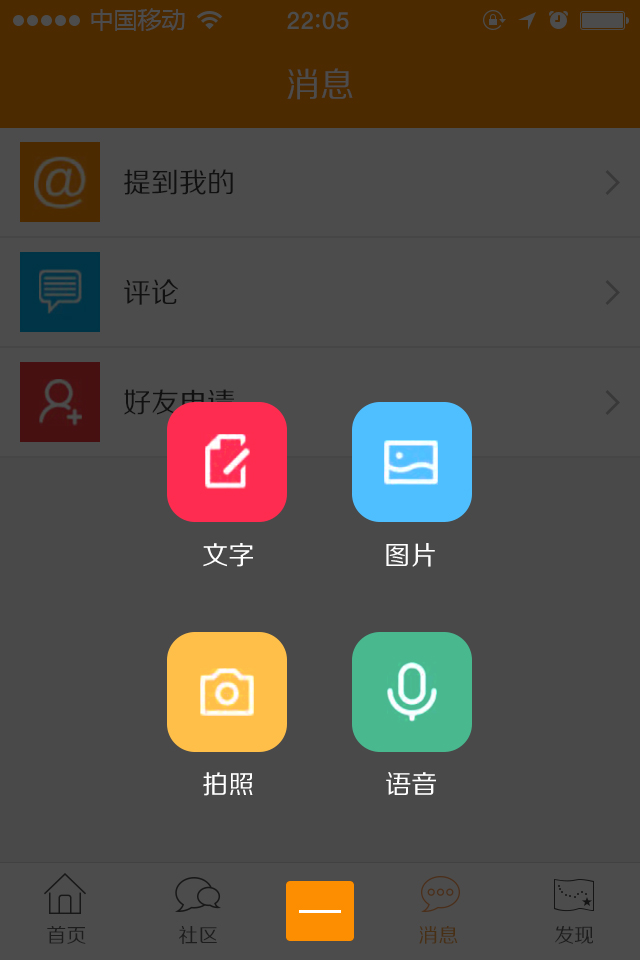 中国移动 22:05
消息
@ 提到我的
评论
好友申请
文字 图片
拍照 语音
首页 社区 消息 发现